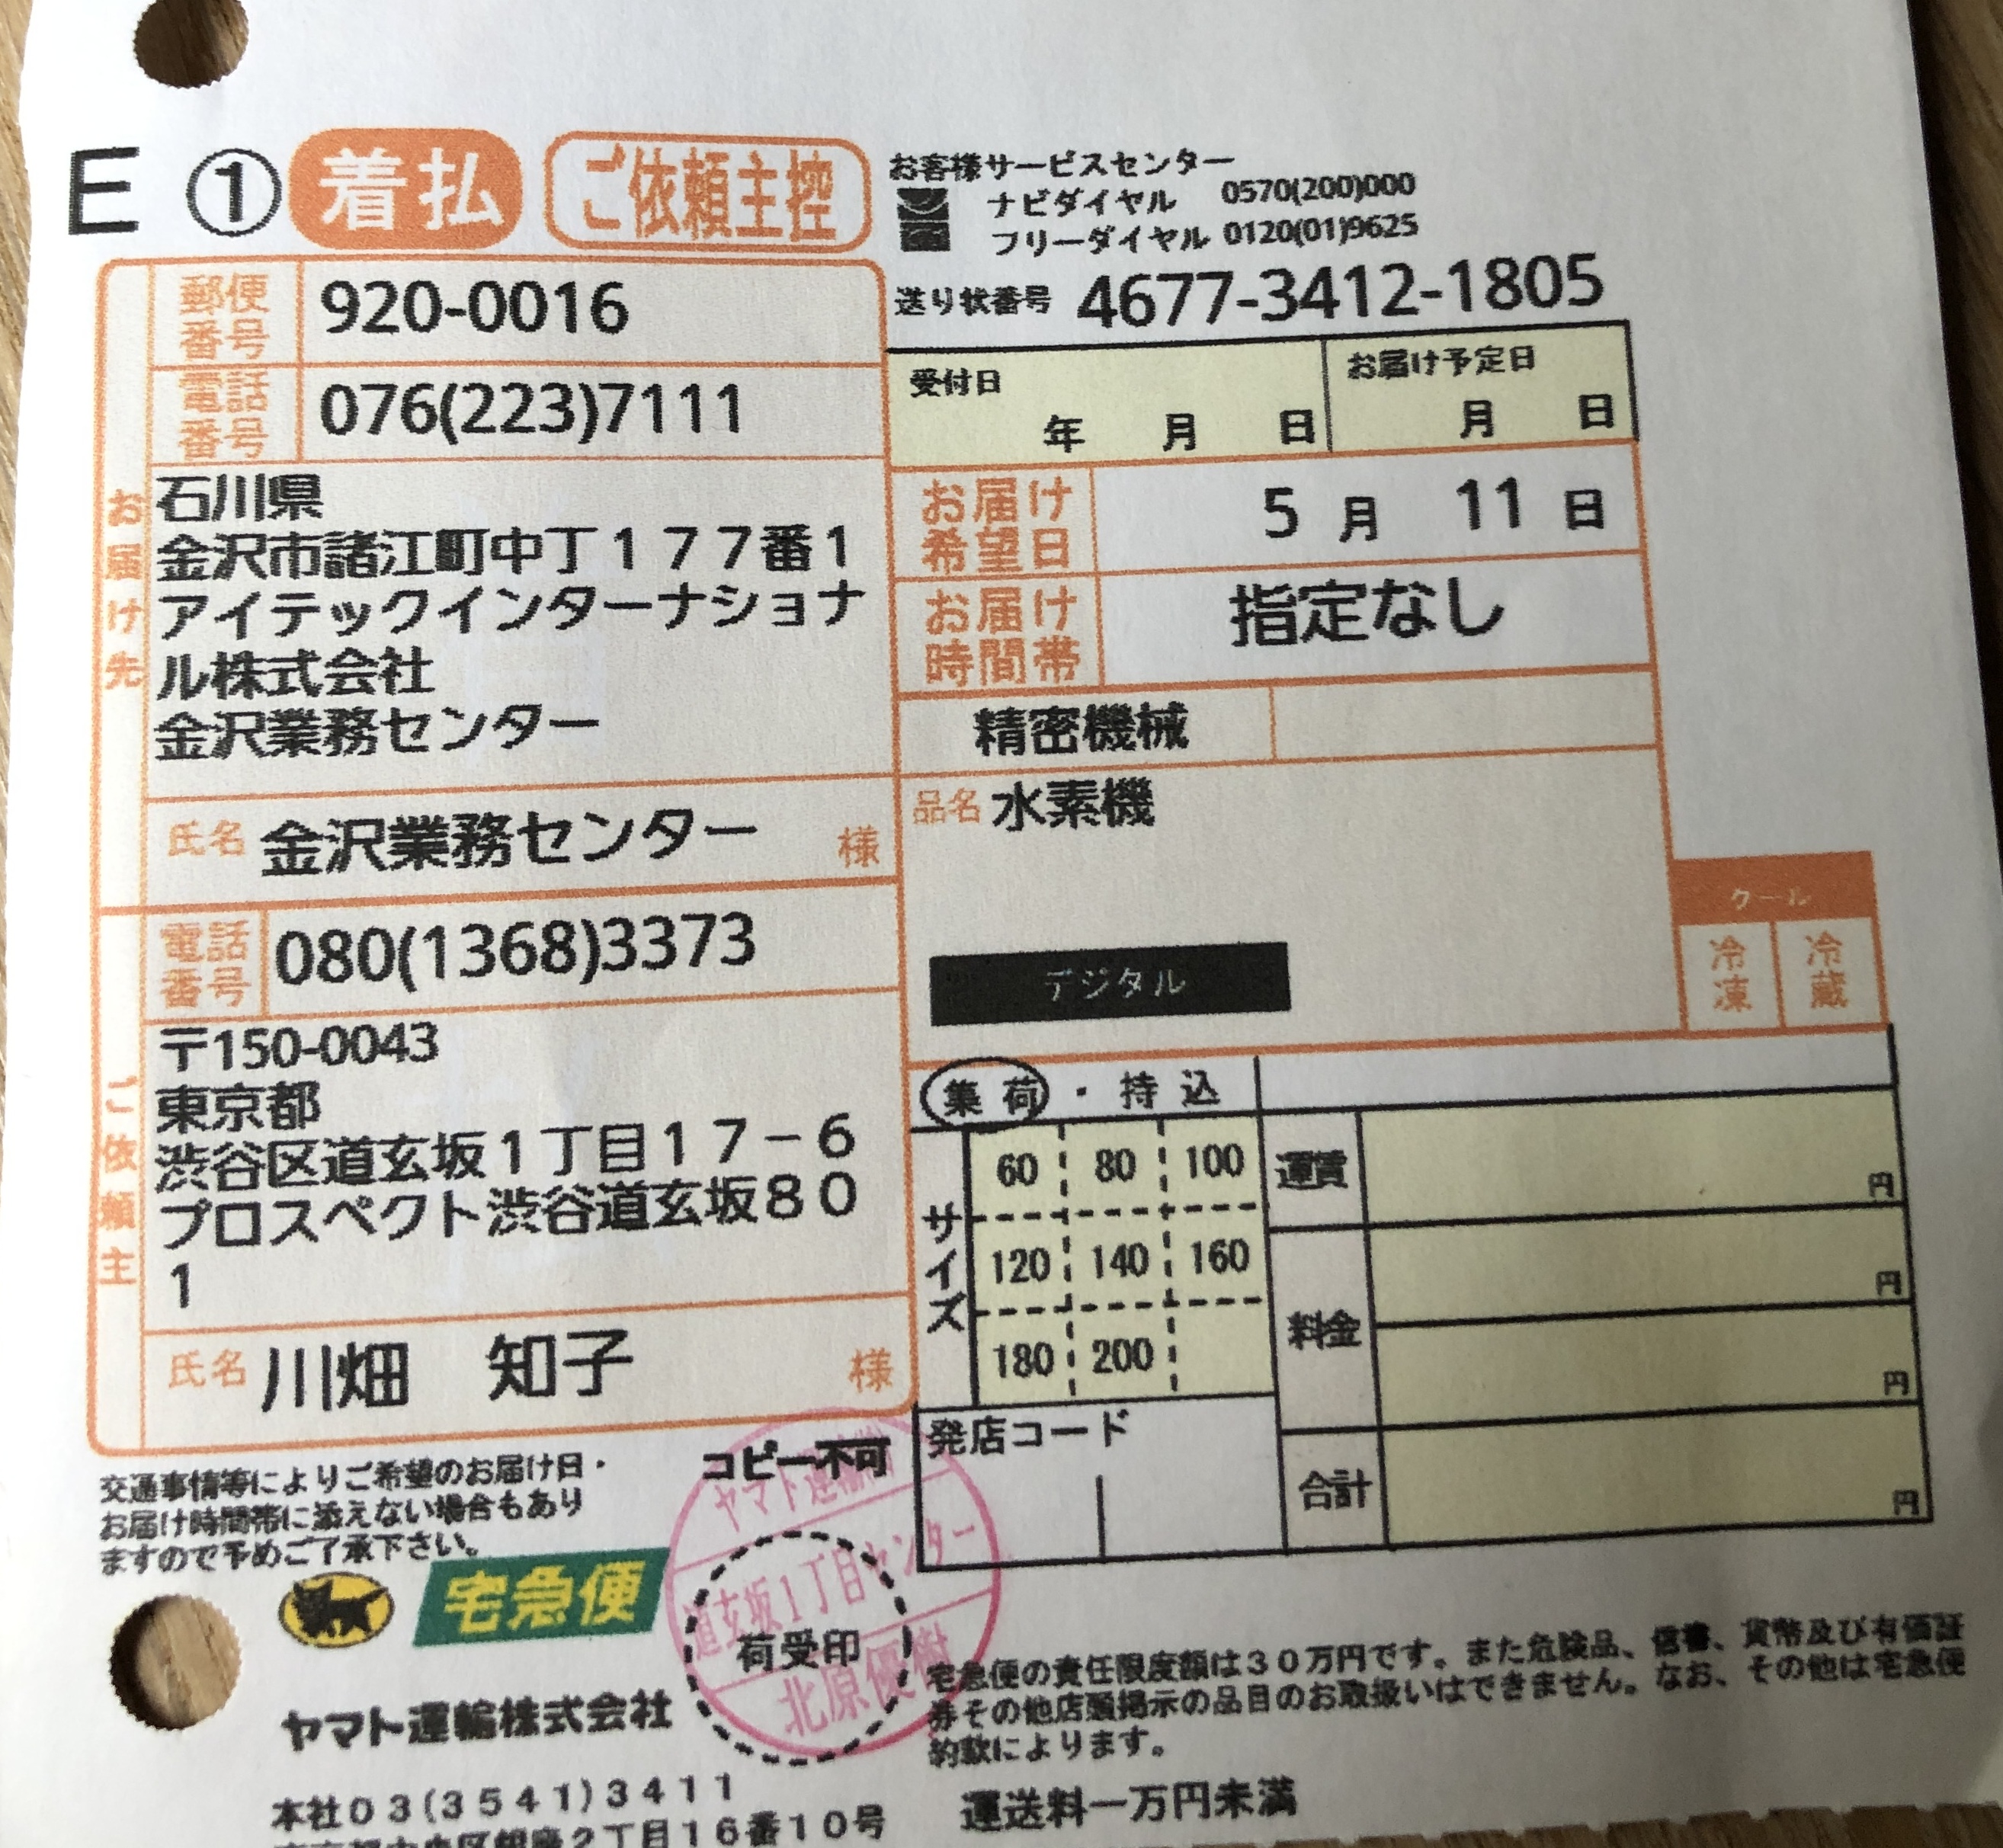 E ① 着払 ご依頼主控
お客様サービスセンター
ナビダイヤル 0570(200)000
フリーダイヤル 0120(01)9625
送り状番号 4677-3412-1805
お届け先
郵便番号 920-0016
電話番号 076(223)7111
石川県
金沢市諸江町中丁１７７番１
アイテックインターナショナ
ル株式会社
金沢業務センター
氏名 金沢業務センター 様
ご依頼主
電話番号 080(1368)3373
〒150-0043
東京都
渋谷区道玄坂１丁目１７－６
プロスペクト渋谷道玄坂８０
１
氏名 川畑　知子 様
受付日
年 月 日
お届け予定日
月 日
お届け希望日 5 月 11 日
お届け時間帯 指定なし
精密機械
品名 水素機
デジタル
クール
冷凍 冷蔵
集荷・持込
サイズ
60 80 100
120 140 160
180 200
運賃 円
料金 円
円
合計 円
発店コード
交通事情等によりご希望のお届け日・
お届け時間帯に添えない場合もあり
ますので予めご了承下さい。
コピー不可
ヤマト運輸㈱
道玄坂1丁目センター
荷受印
北原優樹
宅急便
ヤマト運輸株式会社
本社０３(３５４１)３４１１
東京都中央区銀座２丁目１６番１０号
宅急便の責任限度額は３０万円です。また危険品、信書、貨幣及び有価証
券その他店頭掲示の品目のお取扱いはできません。なお、その他は宅急便
約款によります。
運送料一万円未満